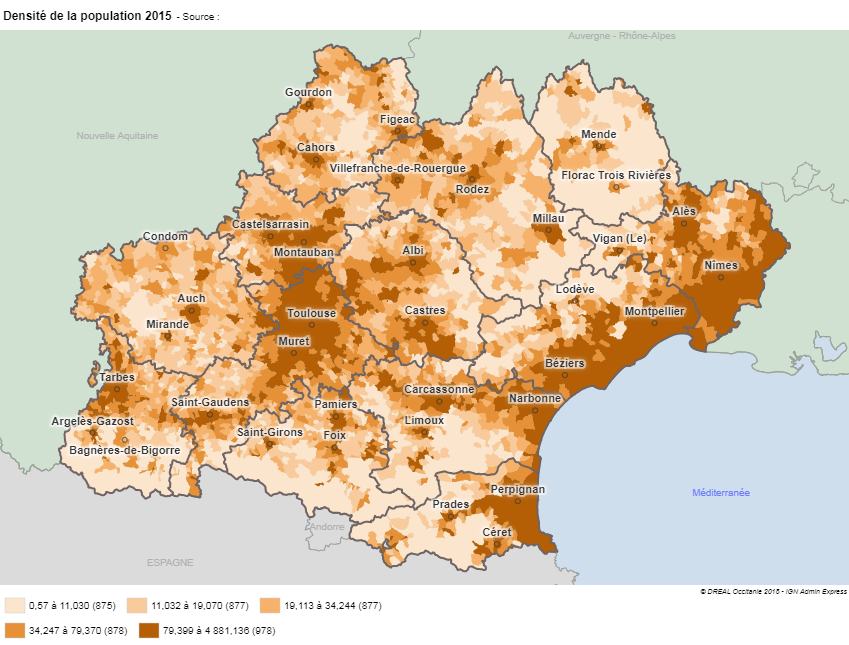 Densité de la population 2015 - Source :
Auvergne - Rhône-Alpes
Gourdon
Figeac
Nouvelle Aquitaine
Mende
Cahors
Villefranche-de-Rouergue
Florac Trois Rivières
Rodez
Alès
Castelsarrasin
Millau
Condom
Vigan (Le)
Montauban
Albi
Nîmes
Lodève
Auch
Toulouse
Castres
Montpellier
Mirande
Muret
Béziers
Tarbes
Carcassonne
Narbonne
Saint-Gaudens
Pamiers
Argelès-Gazost
Limoux
Saint-Girons
Foix
Bagnères-de-Bigorre
Perpignan
Méditerranée
Prades
Andorre
Céret
ESPAGNE
© DREAL Occitanie 2015 - IGN Admin Express
0,57 à 11,030 (875) 11,032 à 19,070 (877) 19,113 à 34,244 (877)
34,247 à 79,370 (878) 79,399 à 4 881,136 (978)